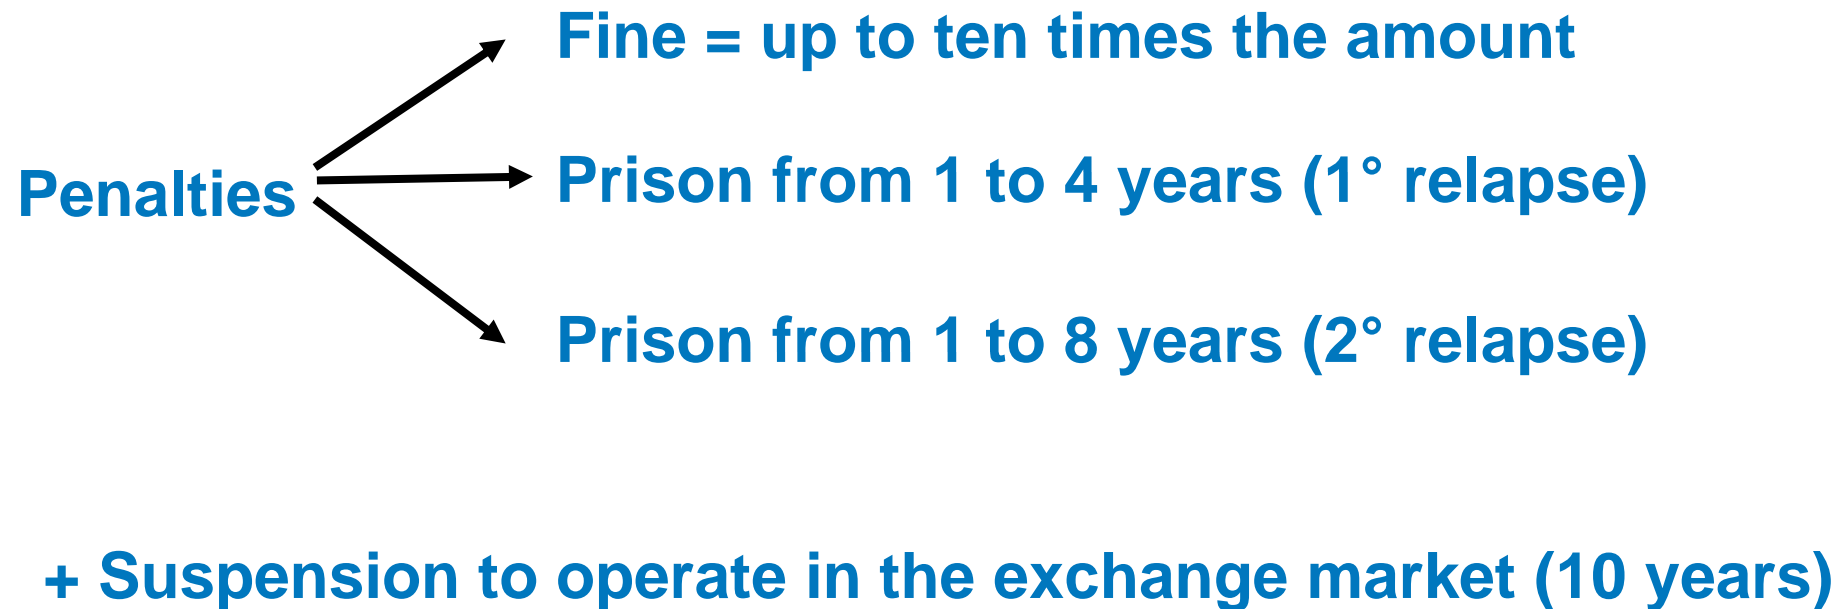 Fine = up to ten times the amount
Penalties
Prison from 1 to 4 years (1° relapse)
Prison from 1 to 8 years (2° relapse)
+ Suspension to operate in the exchange market (10 years)